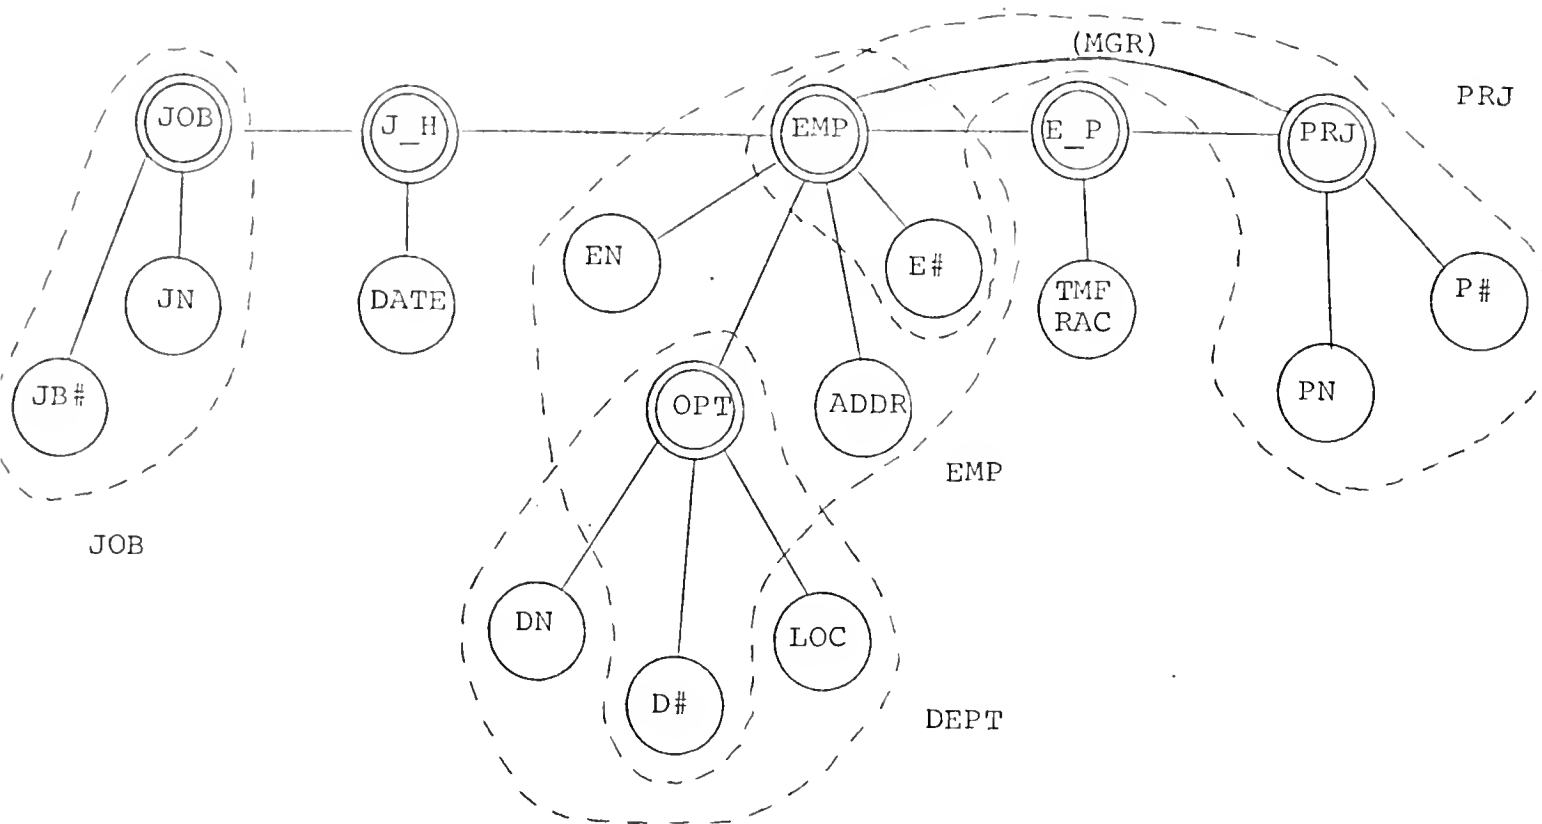 (MGR)
PRJ
JOB
J_H
EMP
E_P
PRJ
EN
E#
JN
DATE
TMF
RAC
P#
JB#
OPT
ADDR
PN
EMP
JOB
DN
LOC
D#
DEPT